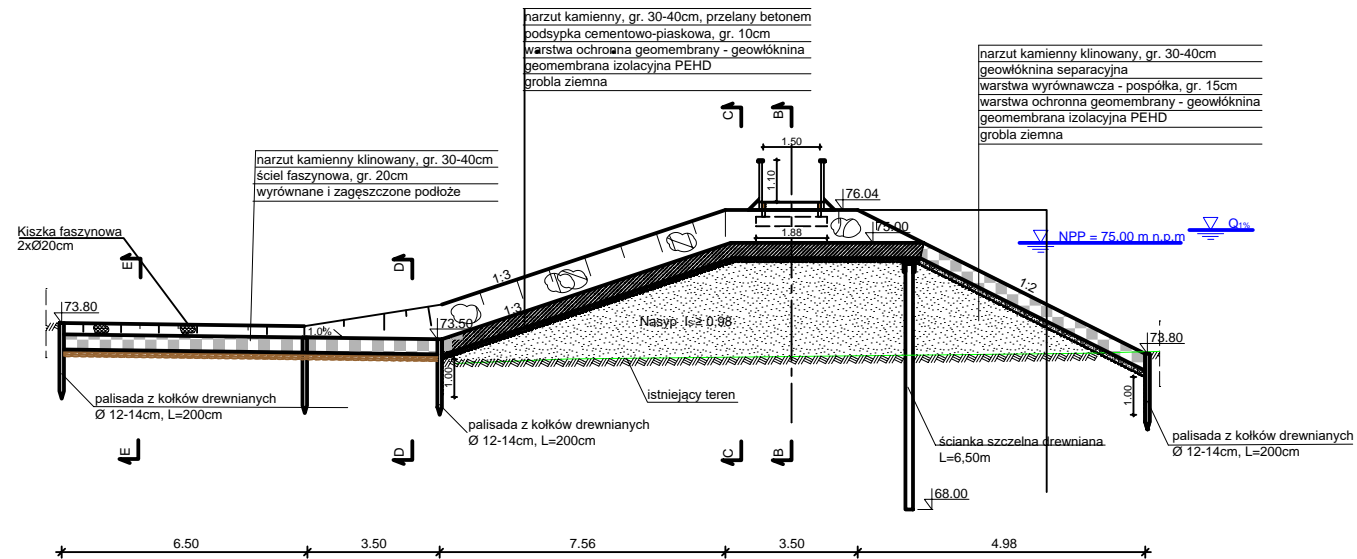 narzut kamienny, gr. 30-40cm, przelany betonem
podsypka cementowo-piaskowa, gr. 10cm
warstwa ochronna geomembrany - geowłóknina
geomembrana izolacyjna PEHD
grobla ziemna
narzut kamienny klinowany, gr. 30-40cm
geowłóknina separacyjna
warstwa wyrównawcza - pospółka, gr. 15cm
warstwa ochronna geomembrany - geowłóknina
geomembrana izolacyjna PEHD
grobla ziemna
narzut kamienny klinowany, gr. 30-40cm
ściel faszynowa, gr. 20cm
wyrównane i zagęszczone podłoże
C
B
1.50
1.10
76.04
75.00
1.88
NPP = 75.00 m n.p.m
Q1%
Kiszka faszynowa
2xØ20cm
E
D
1:3
1:3
1:2
73.80
1.0%
73.50
Nasyp Is≥ 0.98
73.80
1.00
1.00
istniejący teren
palisada z kołków drewnianych
Ø 12-14cm, L=200cm
palisada z kołków drewnianych
Ø 12-14cm, L=200cm
ścianka szczelna drewniana
L=6,50m
palisada z kołków drewnianych
Ø 12-14cm, L=200cm
E
D
C
B
68.00
6.50
3.50
7.56
3.50
4.98